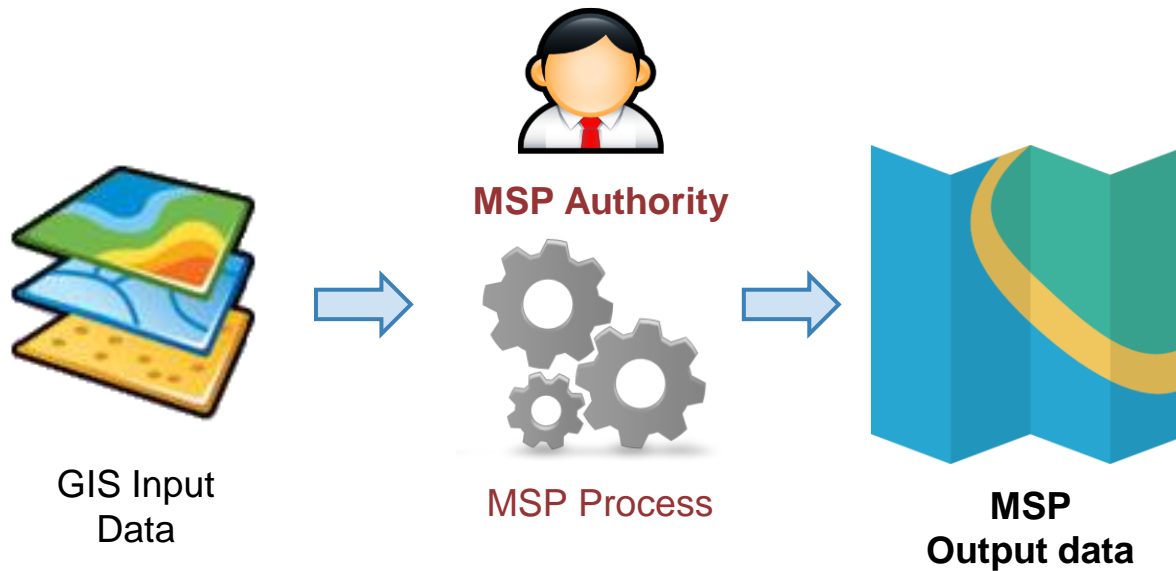 MSP Authority
GIS Input
Data
MSP Process
MSP
Output data